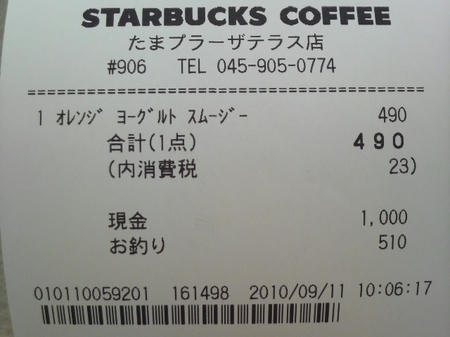 STARBUCKS COFFEE
たまプラーザテラス店
#906 TEL 045-905-0774
================================================
1 ｵﾚﾝｼﾞ ﾖｰｸﾞﾙﾄ ｽﾑｰｼﾞｰ 490
合計(1点) 490
(内消費税 23)
現金 1,000
お釣り 510
010110059201 161498 2010/09/11 10:06:17